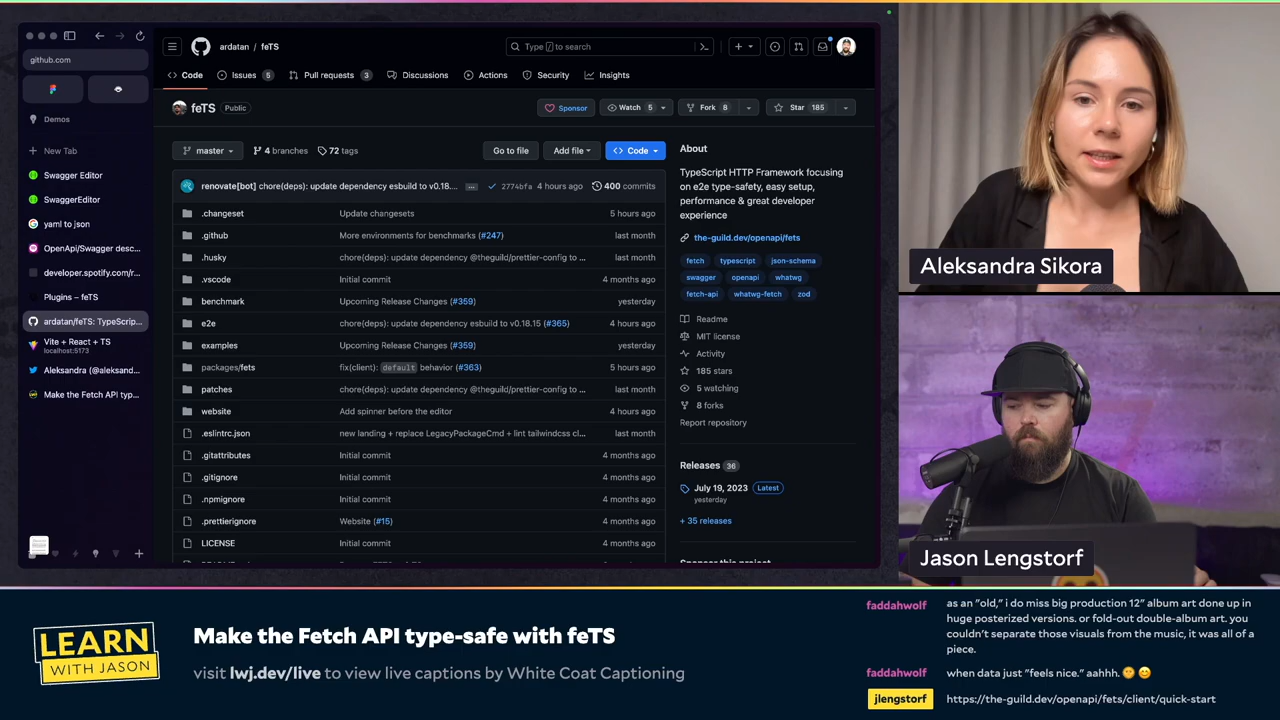 github.com
Demos
New Tab
Swagger Editor
SwaggerEditor
yaml to json
OpenApi/Swagger desc...
developer.spotify.com/r...
Plugins – feTS
ardatan/feTS: TypeScrip...
Vite + React + TS
localhost:5173
Aleksandra (@aleksand...
Make the Fetch API typ...
ardatan / feTS
Type / to search
Code Issues 5 Pull requests 3 Discussions Actions Security Insights
feTS Public Sponsor Watch 5 Fork 8 Star 185
master 4 branches 72 tags Go to file Add file Code
renovate[bot] chore(deps): update dependency esbuild to v0.18.... ... 2774bfa 4 hours ago 400 commits
.changeset Update changesets 5 hours ago
.github More environments for benchmarks (#247) last month
.husky chore(deps): update dependency @theguild/prettier-config to ... last month
.vscode Initial commit 4 months ago
benchmark Upcoming Release Changes (#359) yesterday
e2e chore(deps): update dependency esbuild to v0.18.15 (#365) 4 hours ago
examples Upcoming Release Changes (#359) yesterday
packages/fets fix(client): default behavior (#363) 5 hours ago
patches chore(deps): update dependency @theguild/prettier-config to ... last month
website Add spinner before the editor 4 hours ago
.eslintrc.json new landing + replace LegacyPackageCmd + lint tailwindcss cl... last month
.gitattributes Initial commit 4 months ago
.gitignore Initial commit 4 months ago
.npmignore Initial commit 4 months ago
.prettierignore Website (#15) 4 months ago
LICENSE Initial commit 4 months ago
About
TypeScript HTTP Framework focusing
on e2e type-safety, easy setup,
performance & great developer
experience
the-guild.dev/openapi/fets
fetch typescript json-schema
swagger openapi whatwg
fetch-api whatwg-fetch zod
Readme
MIT license
Activity
185 stars
5 watching
8 forks
Report repository
Releases 36
July 19, 2023 Latest
yesterday
+ 35 releases
Aleksandra Sikora
Jason Lengstorf
LEARN
WITH JASON
Make the Fetch API type-safe with feTS
visit lwj.dev/live to view live captions by White Coat Captioning
faddahwolf as an "old," i do miss big production 12" album art done up in
huge posterized versions. or fold-out double-album art. you
couldn't separate those visuals from the music, it was all of a
piece.
faddahwolf when data just "feels nice." aahhh. 🤭 😊
jlengstorf https://the-guild.dev/openapi/fets/client/quick-start